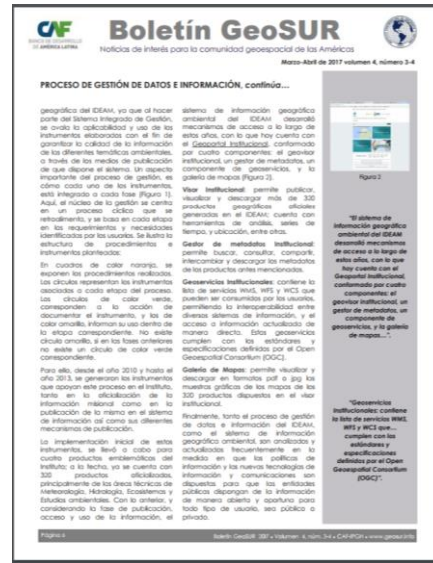 CAF
BANCO DE DESARROLLO
DE AMÉRICA LATINA
Boletín GeoSUR
Noticias de interés para la comunidad geoespacial de las Américas
Marzo-Abril de 2017 volumen 4, número 3-4
PROCESO DE GESTIÓN DE DATOS E INFORMACIÓN, continúa...
geográfica del IDEAM, ya que al hacer
parte del Sistema Integrado de Gestión,
se avala la aplicabilidad y uso de los
instrumentos elaborados con el fin de
garantizar la calidad de la información
de las diferentes temáticas ambientales,
a través de los medios de publicación
de que dispone el sistema. Un aspecto
importante del proceso de gestión, es
cómo cada uno de los instrumentos,
está integrado a cada fase (Figura 1).
Aquí, el núcleo de la gestión se centra
en un proceso cíclico que se
retroalimenta, y se basa en cada etapa
en los requerimientos y necesidades
identificadas por los usuarios. Se ilustra la
estructura de procedimientos e
instrumentos planteados:
En cuadros de color naranja, se
exponen los procedimientos realizados.
Los círculos representan los instrumentos
asociados a cada etapa del proceso.
Los círculos de color verde,
corresponden a la acción de
documentar el instrumento, y los de
color amarillo, informan su uso dentro de
la etapa correspondiente. No existe
círculo amarillo, si en las fases anteriores
no existe un círculo de color verde
correspondiente.
Para ello, desde el año 2010 y hasta el
año 2013, se generaron los instrumentos
que apoyan este proceso en el Instituto,
tanto en la oficialización de la
información misional como en la
publicación de la misma en el sistema
de información así como sus diferentes
mecanismos de publicación.
La implementación inicial de estos
instrumentos, se llevó a cabo para
cuatro productos emblemáticos del
Instituto; a la fecha, ya se cuenta con
320 productos oficializados,
principalmente de las áreas técnicas de
Meteorología, Hidrología, Ecosistemas y
Estudios ambientales. Con lo anterior, y
considerando la fase de publicación,
acceso y uso de la información, el
sistema de información geográfica
ambiental del IDEAM desarrolló
mecanismos de acceso a lo largo de
estos años, con lo que hoy cuenta con
el Geoportal Institucional, conformado
por cuatro componentes: el geovisor
institucional, un gestor de metadatos, un
componente de geoservicios, y la
galería de mapas (Figura 2).
Visor Institucional: permite publicar,
visualizar y descargar más de 320
productos geográficos oficiales
generados en el IDEAM; cuenta con
herramientas de análisis, series de
tiempo, y ubicación, entre otras.
Gestor de metadatos Institucional:
permite buscar, consultar, compartir,
intercambiar y descargar los metadatos
de los productos antes mencionados.
Geoservicios Institucionales: contiene la
lista de servicios WMS, WFS y WCS que
pueden ser consumidos por los usuarios,
permitiendo la interoperabilidad entre
diversos sistemas de información, y el
acceso a información actualizada de
manera directa. Estos geoservicios
cumplen con los estándares y
especificaciones definidas por el Open
Geospatial Consortium (OGC).
Galería de Mapas: permite visualizar y
descargar en formatos pdf o jpg las
muestras gráficas de los mapas de los
320 productos dispuestos en el visor
institucional.
Finalmente, tanto el proceso de gestión
de datos e información del IDEAM,
como el sistema de información
geográfica ambiental, son analizados y
actualizados frecuentemente en la
medida en que las políticas de
información y las nuevas tecnologías de
información y comunicaciones son
dispuestas para que las entidades
públicas dispongan de la información
de manera abierta y oportuna para
todo tipo de usuario, sea público o
privado.
Figura 2
"El sistema de
información geográfica
ambiental del IDEAM
desarrolló mecanismos
de acceso a lo largo de
estos años, con lo que
hoy cuenta con el
Geoportal Institucional,
conformado por cuatro
componentes: el
geovisor institucional, un
gestor de metadatos, un
componente de
geoservicios, y la galería
de mapas...".
"Geoservicios
Institucionales: contiene
la lista de servicios WMS,
WFS y WCS que...
cumplen con los
estándares y
especificaciones
definidas por el Open
Geospatial Consortium
(OGC)".
Página 6
Boletín GeoSUR 2017 • Volumen 4, núm. 3-4 • CAF-IPGH • www.geosur.info